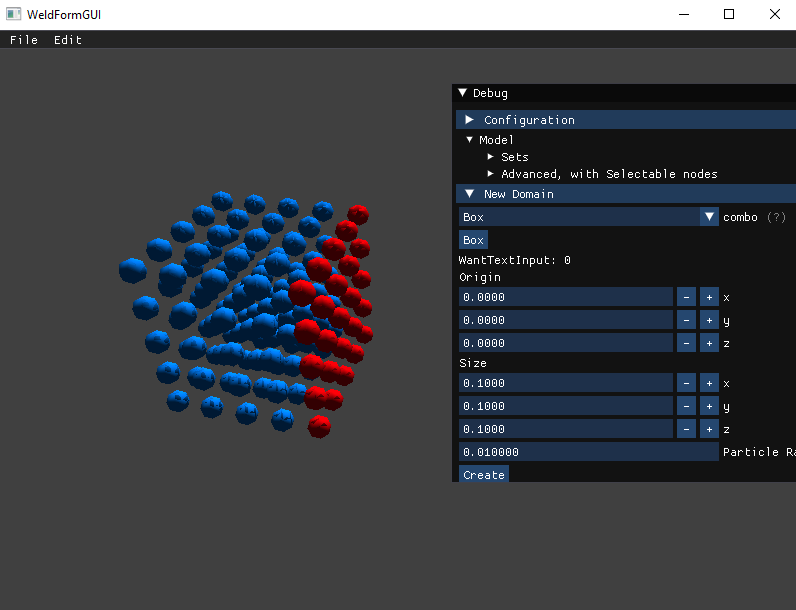 WeldFormGUI
File Edit
Debug
Configuration
Model
Sets
Advanced, with Selectable nodes
New Domain
Box combo (?)
Box
WantTextInput: 0
Origin
0.0000 - + x
0.0000 - + y
0.0000 - + z
Size
0.1000 - + x
0.1000 - + y
0.1000 - + z
0.010000 Particle Ra
Create